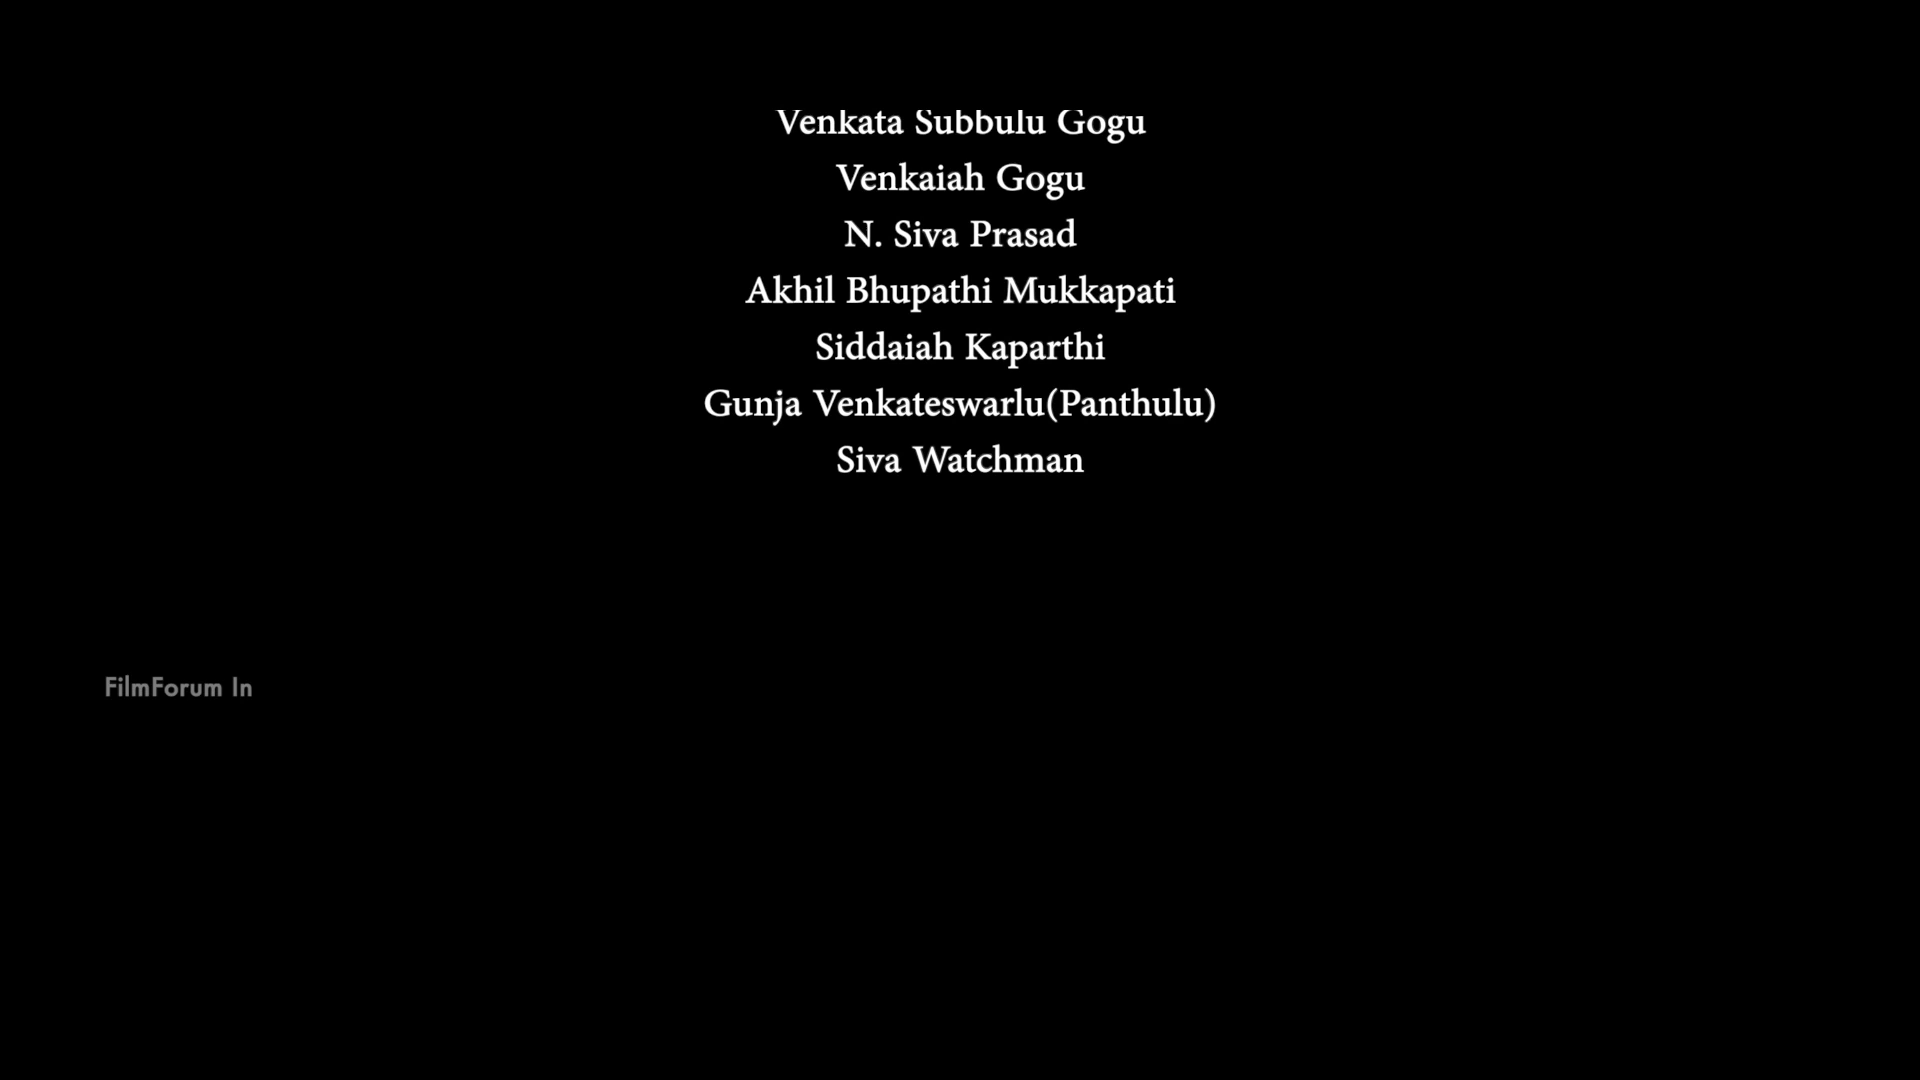 Venkata Subbulu Gogu
Venkaiah Gogu
N. Siva Prasad
Akhil Bhupathi Mukkapati
Siddaiah Kaparthi
Gunja Venkateswarlu(Panthulu)
Siva Watchman
FilmForum In